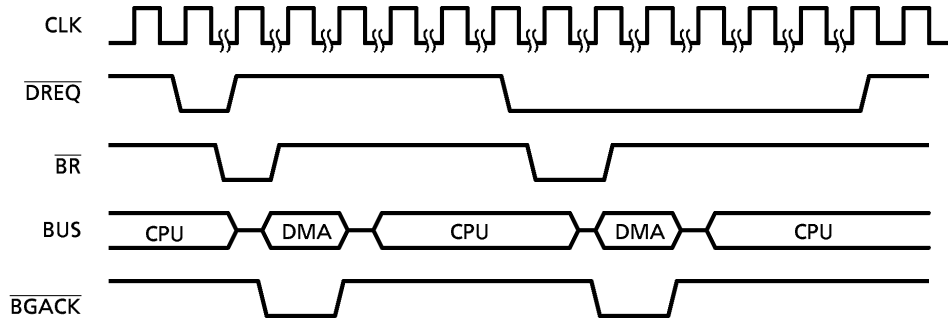 CLK
DREQ
BR
BUS CPU DMA CPU DMA CPU
BGACK